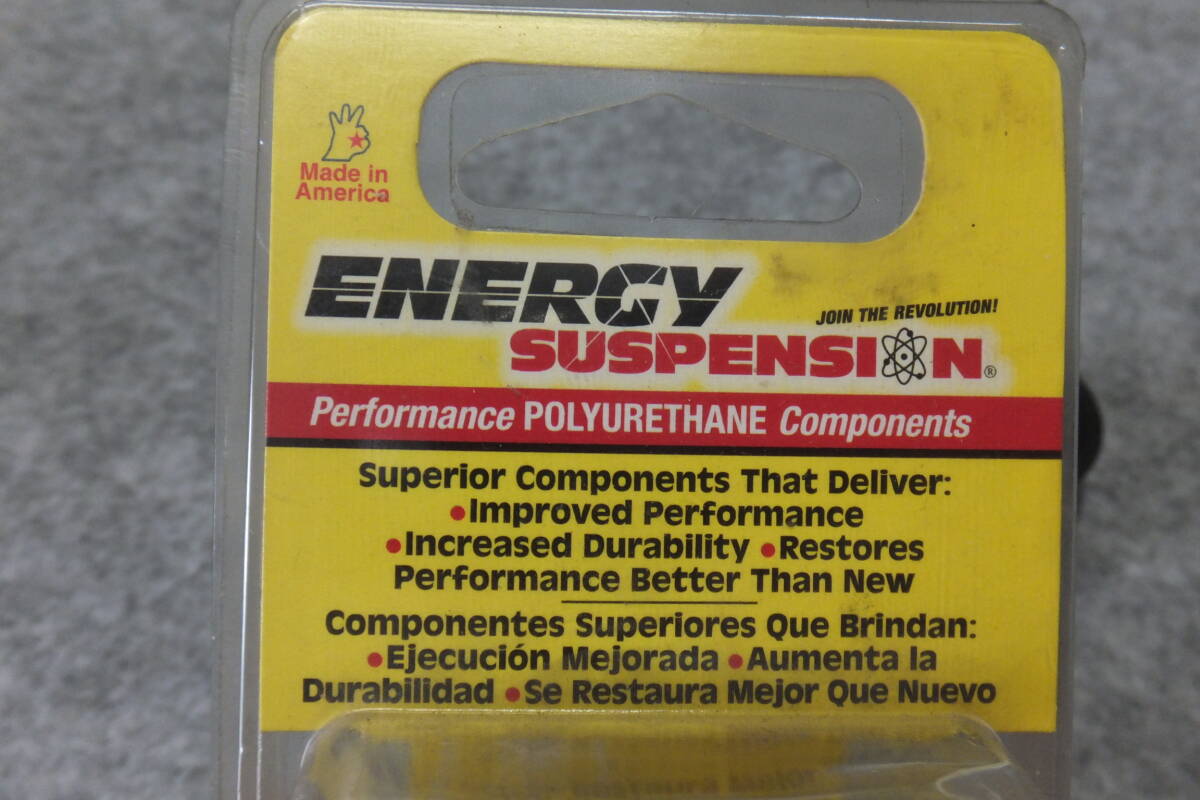 Made in
America
ENERGY
JOIN THE REVOLUTION!
SUSPENSION®
Performance POLYURETHANE Components
Superior Components That Deliver:
•Improved Performance
•Increased Durability •Restores
Performance Better Than New
Componentes Superiores Que Brindan:
•Ejecución Mejorada •Aumenta la
Durabilidad •Se Restaura Mejor Que Nuevo